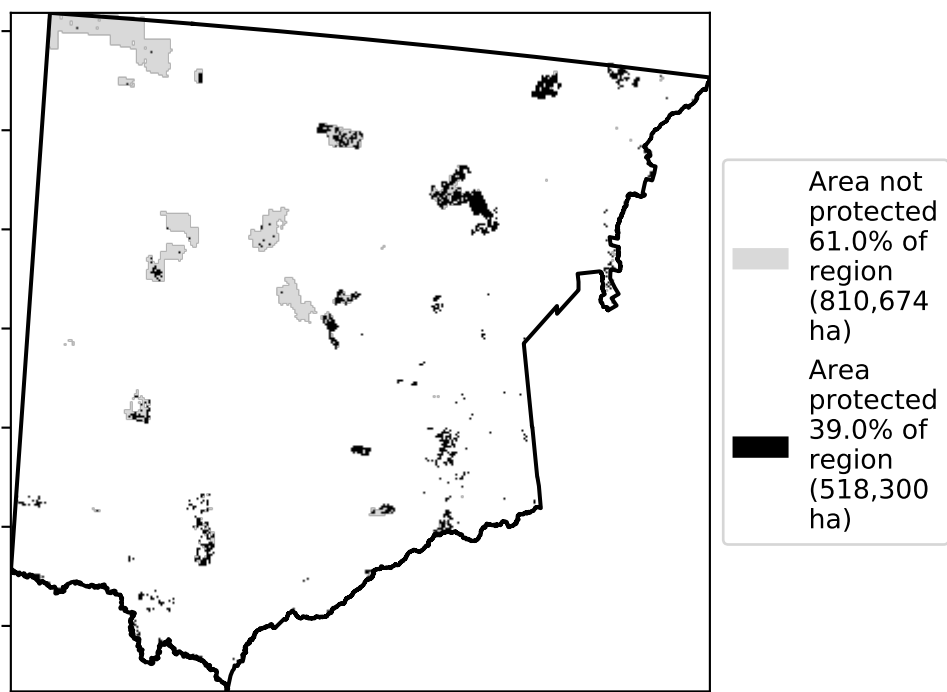 Area not
protected
61.0% of
region
(810,674
ha)
Area
protected
39.0% of
region
(518,300
ha)